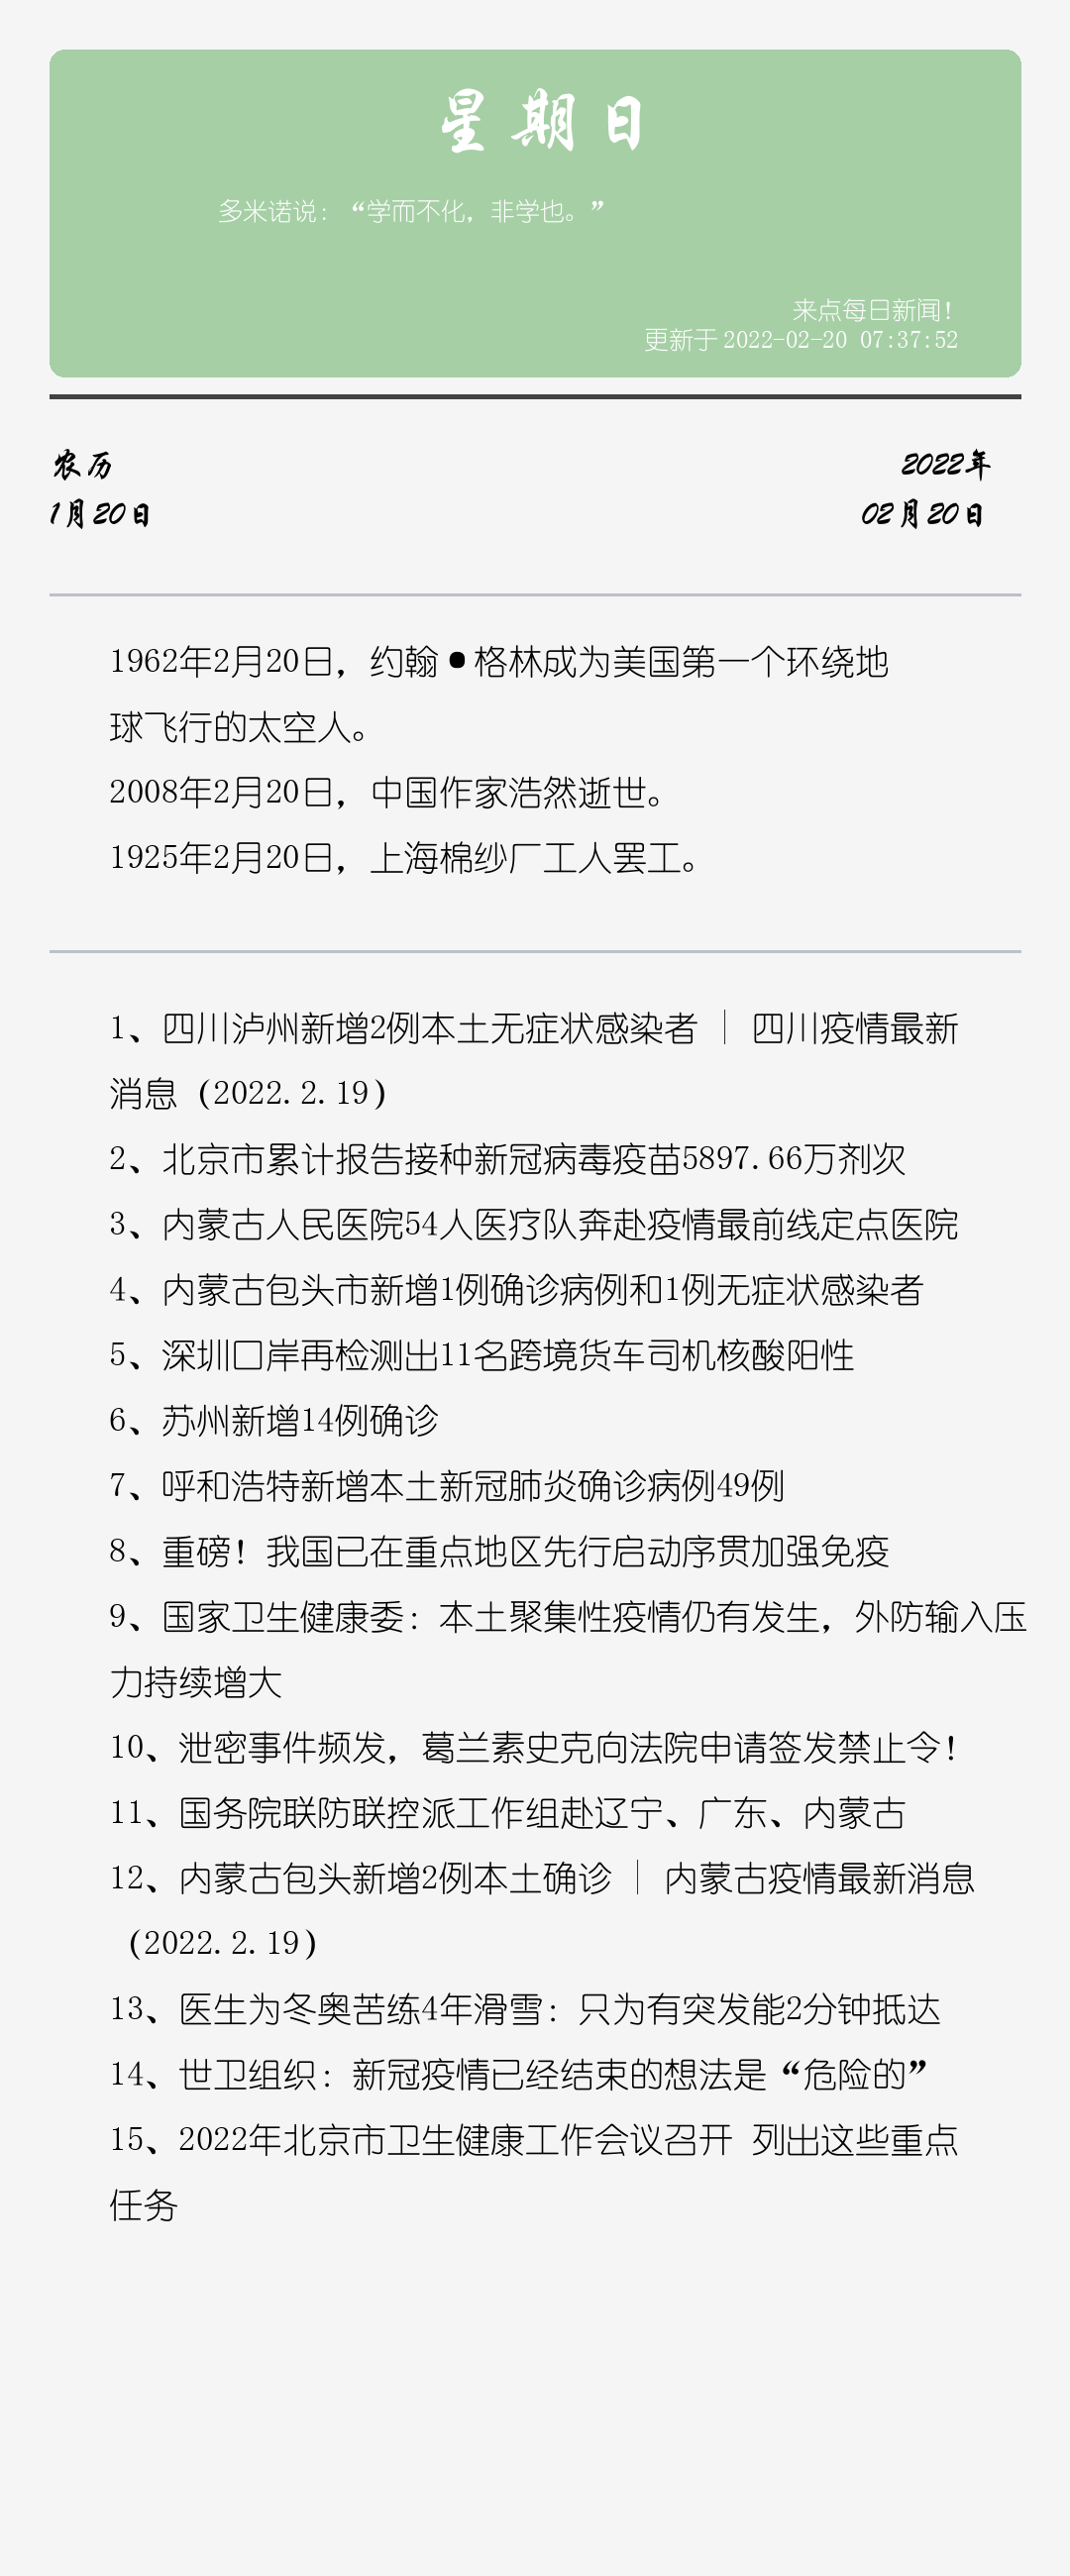 星期日
多米诺说：“学而不化，非学也。”
来点每日新闻！
更新于 2022-02-20 07:37:52
农历
2022年
1月20日
02月20日
1962年2月20日，约翰•格林成为美国第一个环绕地
球飞行的太空人。
2008年2月20日，中国作家浩然逝世。
1925年2月20日，上海棉纱厂工人罢工。
1、四川泸州新增2例本土无症状感染者 | 四川疫情最新
消息（2022.2.19）
2、北京市累计报告接种新冠病毒疫苗5897.66万剂次
3、内蒙古人民医院54人医疗队奔赴疫情最前线定点医院
4、内蒙古包头市新增1例确诊病例和1例无症状感染者
5、深圳口岸再检测出11名跨境货车司机核酸阳性
6、苏州新增14例确诊
7、呼和浩特新增本土新冠肺炎确诊病例49例
8、重磅！我国已在重点地区先行启动序贯加强免疫
9、国家卫生健康委：本土聚集性疫情仍有发生，外防输入压
力持续增大
10、泄密事件频发，葛兰素史克向法院申请签发禁止令！
11、国务院联防联控派工作组赴辽宁、广东、内蒙古
12、内蒙古包头新增2例本土确诊 | 内蒙古疫情最新消息
（2022.2.19）
13、医生为冬奥苦练4年滑雪：只为有突发能2分钟抵达
14、世卫组织：新冠疫情已经结束的想法是“危险的”
15、2022年北京市卫生健康工作会议召开 列出这些重点
任务